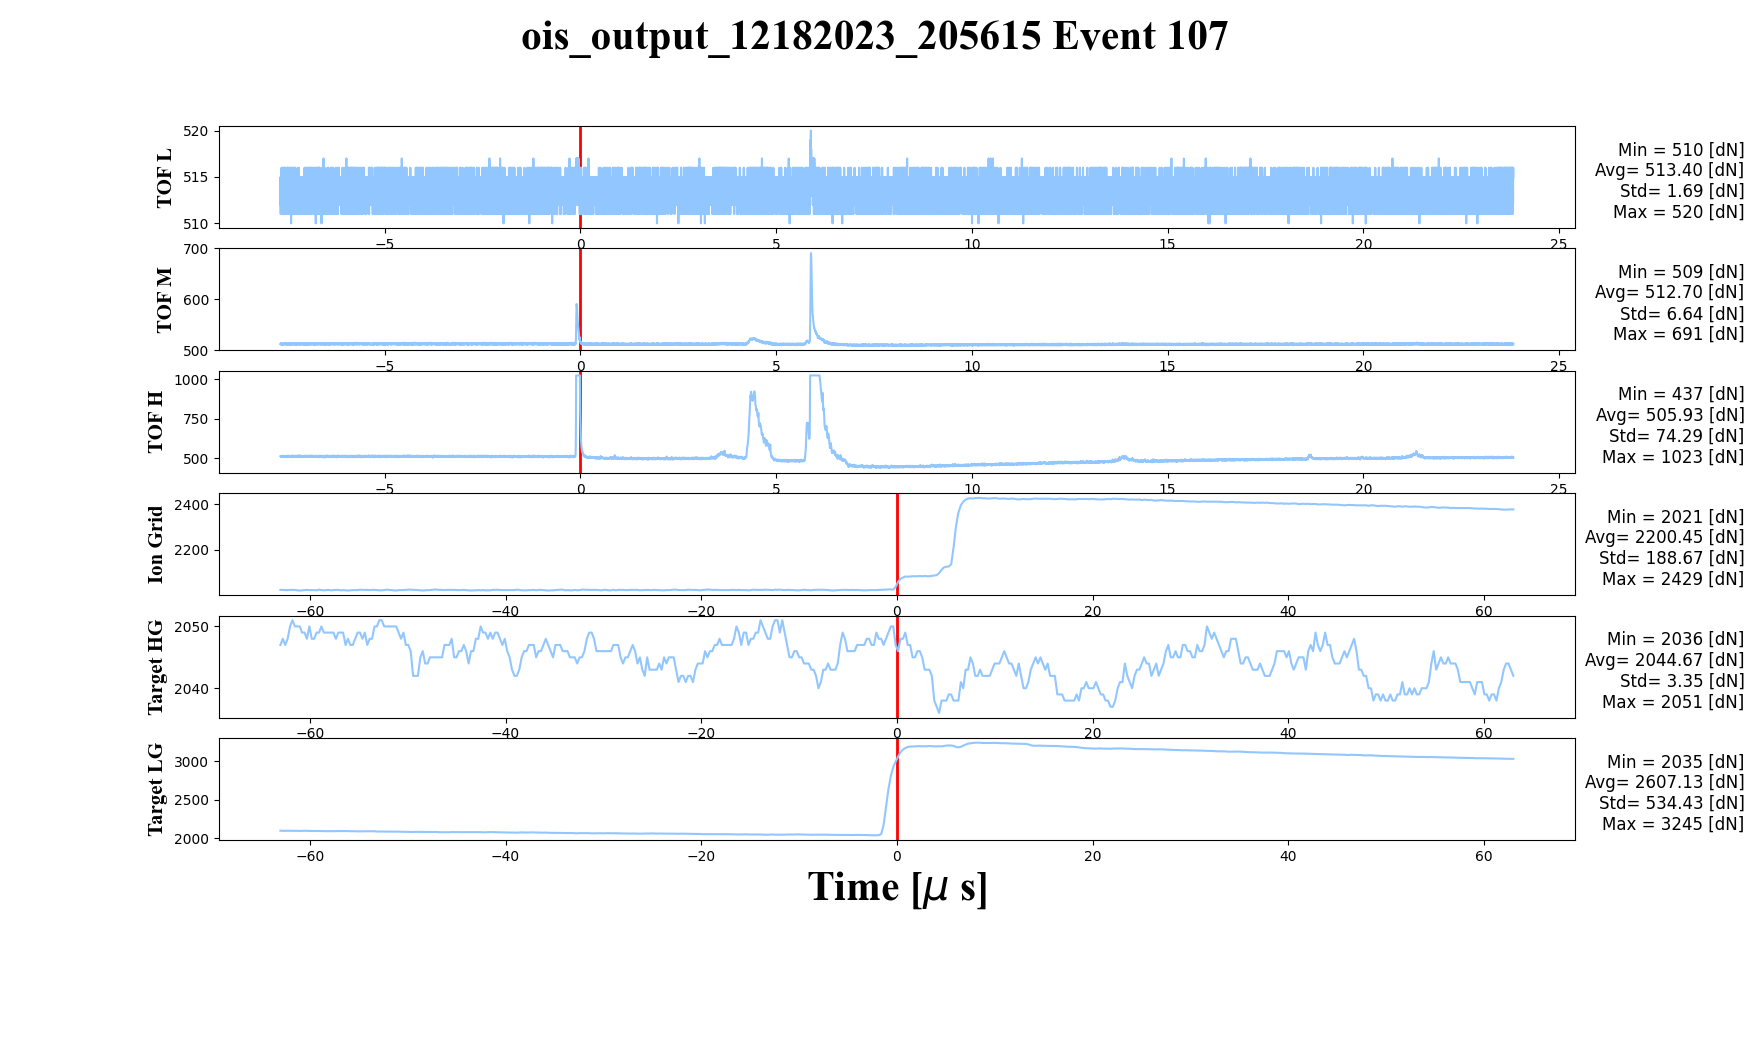 ois_output_12182023_205615 Event 107
520
515
510
TOF L
Min = 510 [dN]
Avg= 513.40 [dN]
Std= 1.69 [dN]
Max = 520 [dN]
−5 0 5 10 15 20 25
700
600
500
TOF M
Min = 509 [dN]
Avg= 512.70 [dN]
Std= 6.64 [dN]
Max = 691 [dN]
−5 0 5 10 15 20 25
1000
750
500
TOF H
Min = 437 [dN]
Avg= 505.93 [dN]
Std= 74.29 [dN]
Max = 1023 [dN]
−5 0 5 10 15 20 25
2400
2200
Ion Grid
Min = 2021 [dN]
Avg= 2200.45 [dN]
Std= 188.67 [dN]
Max = 2429 [dN]
−60 −40 −20 0 20 40 60
2050
2040
Target HG
Min = 2036 [dN]
Avg= 2044.67 [dN]
Std= 3.35 [dN]
Max = 2051 [dN]
−60 −40 −20 0 20 40 60
3000
2500
2000
Target LG
Min = 2035 [dN]
Avg= 2607.13 [dN]
Std= 534.43 [dN]
Max = 3245 [dN]
−60 −40 −20 0 20 40 60
Time [μ s]